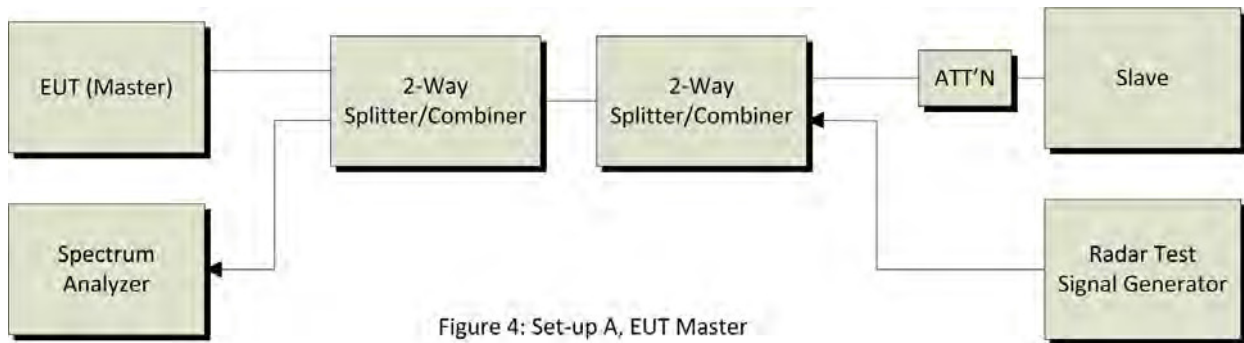 EUT (Master)
2-Way
Splitter/Combiner
2-Way
Splitter/Combiner
ATT'N
Slave
Spectrum
Analyzer
Radar Test
Signal Generator
Figure 4: Set-up A, EUT Master